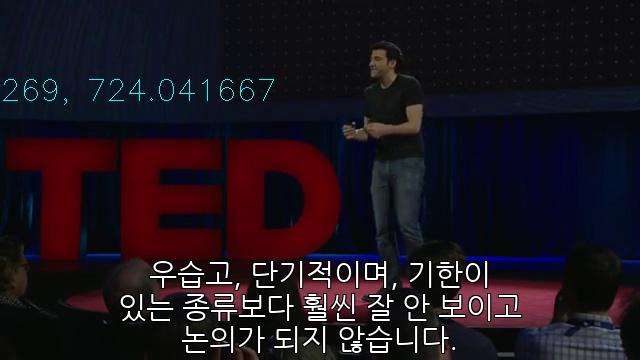 269, 724.041667
TED
우습고, 단기적이며, 기한이
있는 종류보다 훨씬 잘 안 보이고
논의가 되지 않습니다.